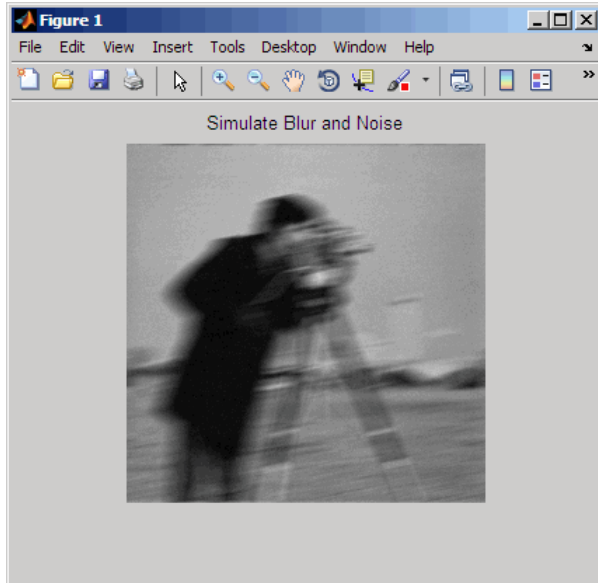 Figure 1
File Edit View Insert Tools Desktop Window Help
Simulate Blur and Noise